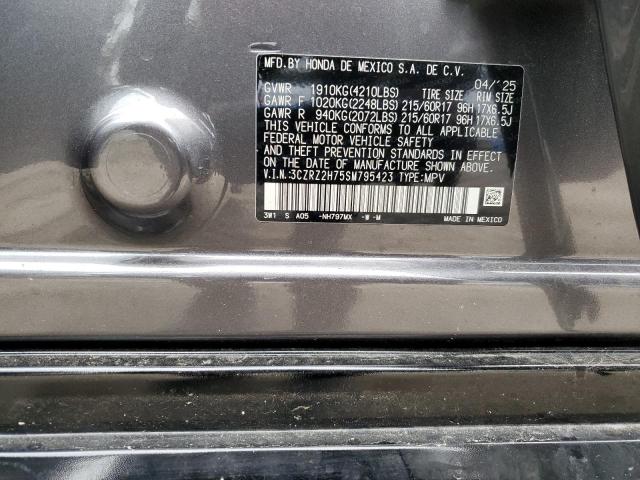 MFD.BY HONDA DE MEXICO S.A. DE C.V.
04/'25
GVWR 1910KG(4210LBS) TIRE SIZE RIM SIZE
GAWR F 1020KG(2248LBS) 215/60R17 96H 17X6.5J
GAWR R 940KG(2072LBS) 215/60R17 96H 17X6.5J
THIS VEHICLE CONFORMS TO ALL APPLICABLE
FEDERAL MOTOR VEHICLE SAFETY
AND THEFT PREVENTION STANDARDS IN EFFECT
ON THE DATE OF MANUFACTURE SHOWN ABOVE.
V.I.N.:3CZRZ2H75SM795423 TYPE:MPV
3W1 S A05 -NH797MX -W -M MADE IN MEXICO